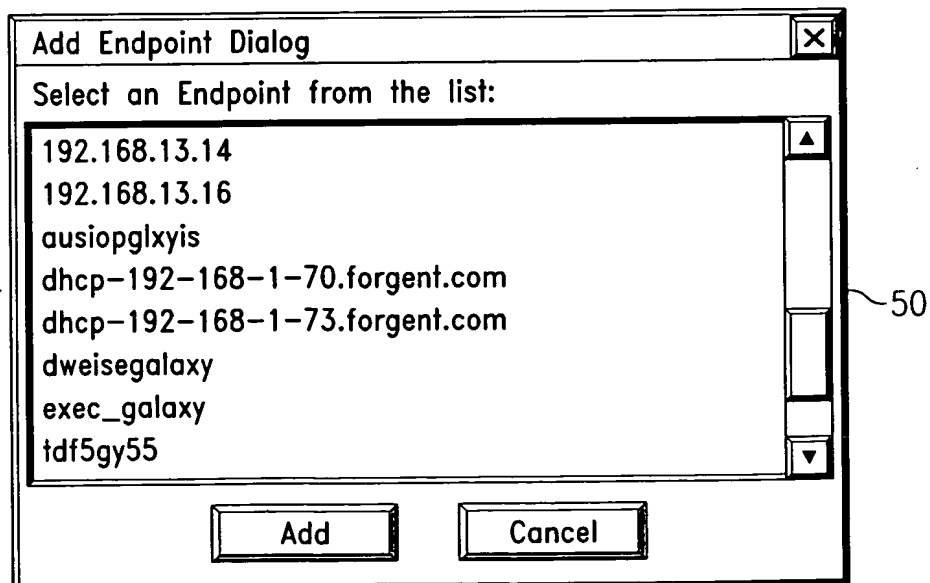 Add Endpoint Dialog
Select an Endpoint from the list:
192.168.13.14
192.168.13.16
ausiopglxyis
dhcp-192-168-1-70.forgent.com
dhcp-192-168-1-73.forgent.com
dweisegalaxy
exec_galaxy
tdf5gy55
50
Add Cancel